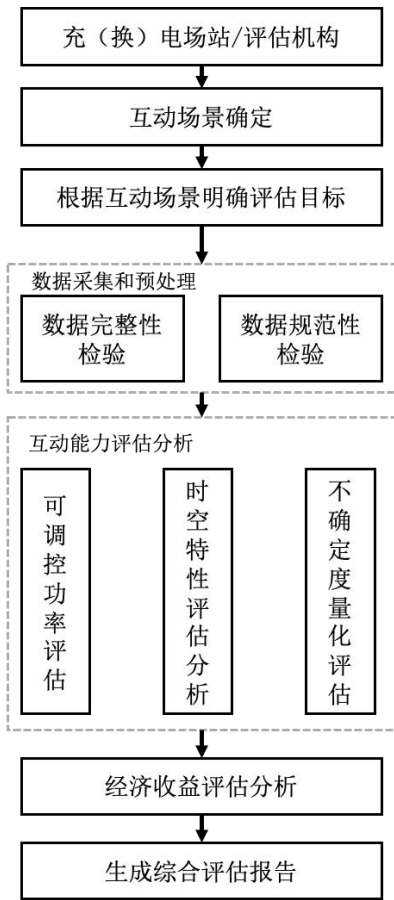 充（换）电场站/评估机构
互动场景确定
根据互动场景明确评估目标
数据采集和预处理
数据完整性
检验
数据规范性
检验
互动能力评估分析
可调控功率评估
时空特性评估分析
不确定度量化评估
经济收益评估分析
生成综合评估报告